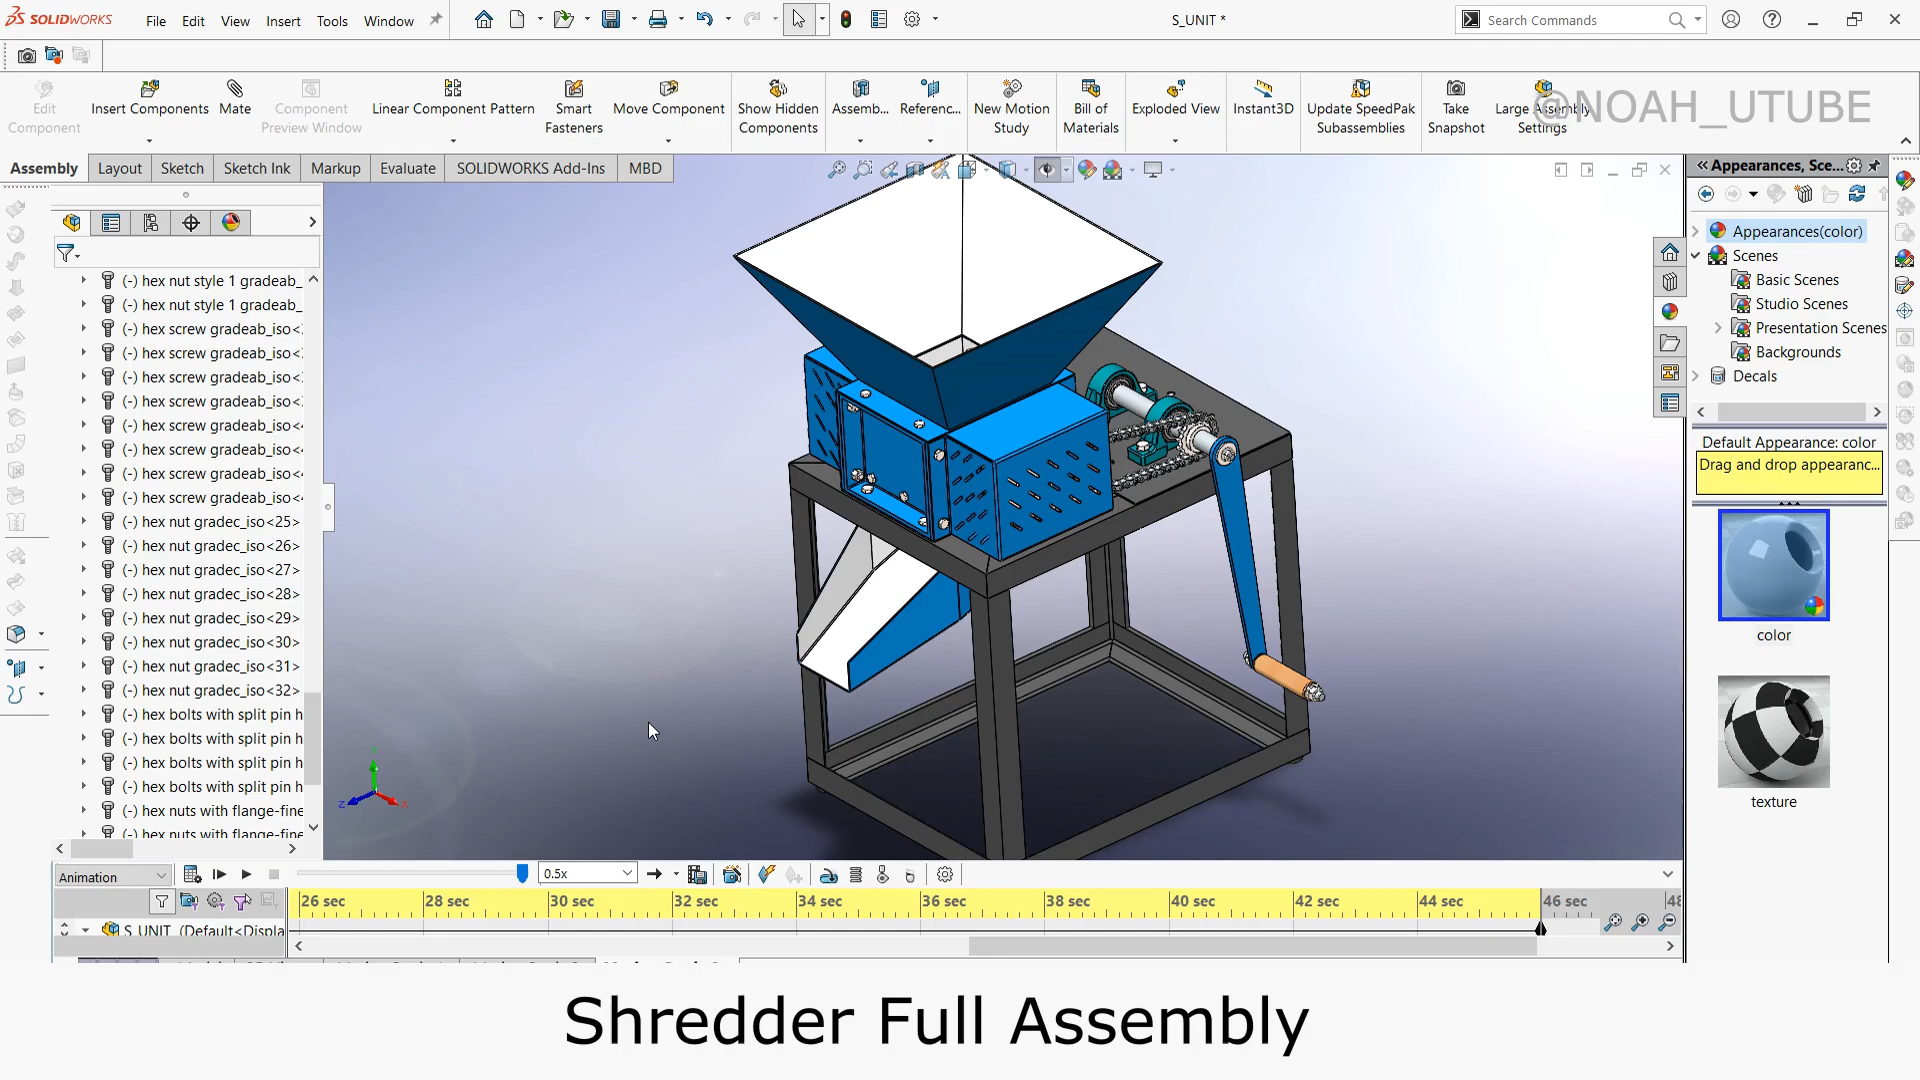 SOLIDWORKS File Edit View Insert Tools Window S_UNIT * Search Commands
Edit Component
Insert Components
Mate
Component Preview Window
Linear Component Pattern
Smart Fasteners
Move Component
Show Hidden Components
Assemb...
Referenc...
New Motion Study
Bill of Materials
Exploded View
Instant3D
Update SpeedPak Subassemblies
Take Snapshot
Large Assembly Settings
@NOAH_UTUBE
Assembly Layout Sketch Sketch Ink Markup Evaluate SOLIDWORKS Add-Ins MBD
(-) hex nut style 1 gradeab_
(-) hex nut style 1 gradeab_
(-) hex screw gradeab_iso<
(-) hex screw gradeab_iso<
(-) hex screw gradeab_iso<
(-) hex screw gradeab_iso<
(-) hex screw gradeab_iso<
(-) hex screw gradeab_iso<
(-) hex screw gradeab_iso<
(-) hex screw gradeab_iso<
(-) hex nut gradec_iso<25>
(-) hex nut gradec_iso<26>
(-) hex nut gradec_iso<27>
(-) hex nut gradec_iso<28>
(-) hex nut gradec_iso<29>
(-) hex nut gradec_iso<30>
(-) hex nut gradec_iso<31>
(-) hex nut gradec_iso<32>
(-) hex bolts with split pin h
(-) hex bolts with split pin h
(-) hex bolts with split pin h
(-) hex bolts with split pin h
(-) hex nuts with flange-fine
(-) hex nuts with flange-fine
Appearances, Sce...
Appearances(color)
Scenes
Basic Scenes
Studio Scenes
Presentation Scenes
Backgrounds
Decals
Default Appearance: color
Drag and drop appearanc...
color
texture
Animation 0.5x
26 sec 28 sec 30 sec 32 sec 34 sec 36 sec 38 sec 40 sec 42 sec 44 sec 46 sec 48
S_UNIT (Default<Displa
Shredder Full Assembly